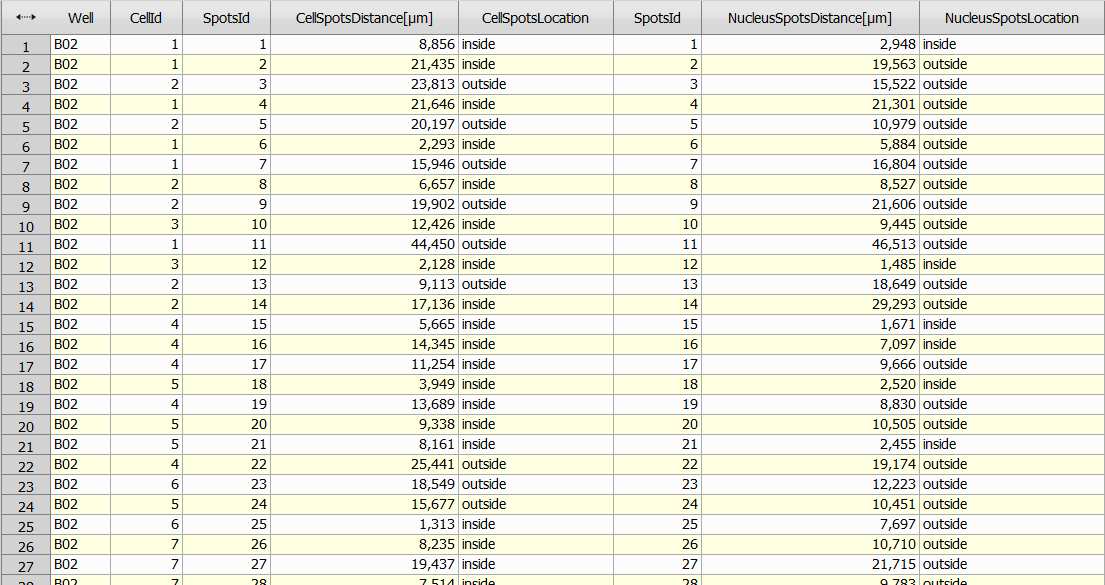 Well CellId SpotsId CellSpotsDistance[µm] CellSpotsLocation SpotsId NucleusSpotsDistance[µm] NucleusSpotsLocation
1 B02 1 1 8,856 inside 1 2,948 inside
2 B02 1 2 21,435 inside 2 19,563 outside
3 B02 2 3 23,813 outside 3 15,522 outside
4 B02 1 4 21,646 inside 4 21,301 outside
5 B02 2 5 20,197 outside 5 10,979 outside
6 B02 1 6 2,293 inside 6 5,884 outside
7 B02 1 7 15,946 outside 7 16,804 outside
8 B02 2 8 6,657 inside 8 8,527 outside
9 B02 2 9 19,902 outside 9 21,606 outside
10 B02 3 10 12,426 inside 10 9,445 outside
11 B02 1 11 44,450 outside 11 46,513 outside
12 B02 3 12 2,128 inside 12 1,485 inside
13 B02 2 13 9,113 outside 13 18,649 outside
14 B02 2 14 17,136 inside 14 29,293 outside
15 B02 4 15 5,665 inside 15 1,671 inside
16 B02 4 16 14,345 inside 16 7,097 inside
17 B02 4 17 11,254 inside 17 9,666 outside
18 B02 5 18 3,949 inside 18 2,520 inside
19 B02 4 19 13,689 inside 19 8,830 outside
20 B02 5 20 9,338 inside 20 10,505 outside
21 B02 5 21 8,161 inside 21 2,455 inside
22 B02 4 22 25,441 outside 22 19,174 outside
23 B02 6 23 18,549 outside 23 12,223 outside
24 B02 5 24 15,677 outside 24 10,451 outside
25 B02 6 25 1,313 inside 25 7,697 outside
26 B02 7 26 8,235 inside 26 10,710 outside
27 B02 7 27 19,437 inside 27 21,715 outside
28 B02 7 28 7,514 inside 28 9,783 outside